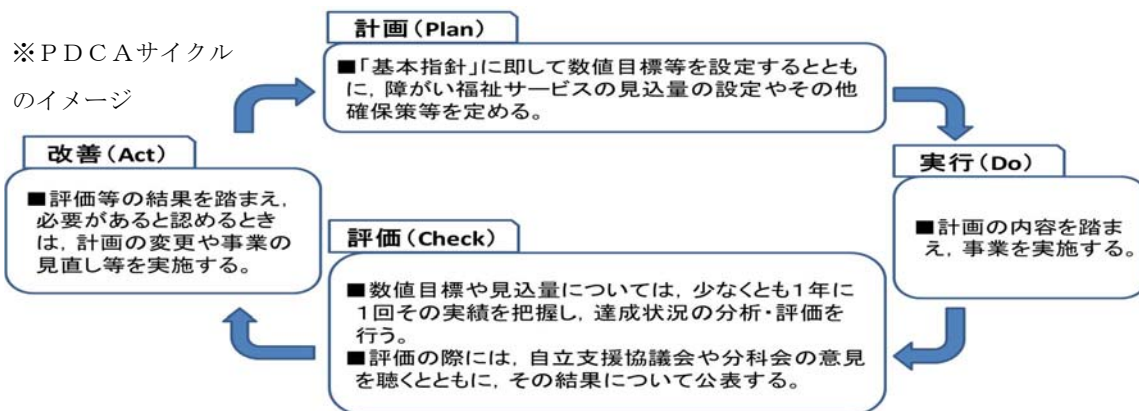 ※ＰＤＣＡサイクル
のイメージ
計画（Plan）
■「基本指針」に即して数値目標等を設定するととも
に，障がい福祉サービスの見込量の設定やその他
確保策等を定める。
実行（Do）
■計画の内容を踏ま
え，事業を実施する。
評価（Check）
■数値目標や見込量については，少なくとも１年に
１回その実績を把握し，達成状況の分析・評価を
行う。
■評価の際には，自立支援協議会や分科会の意見
を聴くとともに，その結果について公表する。
改善（Act）
■評価等の結果を踏まえ，
必要があると認めるとき
は，計画の変更や事業の
見直し等を実施する。